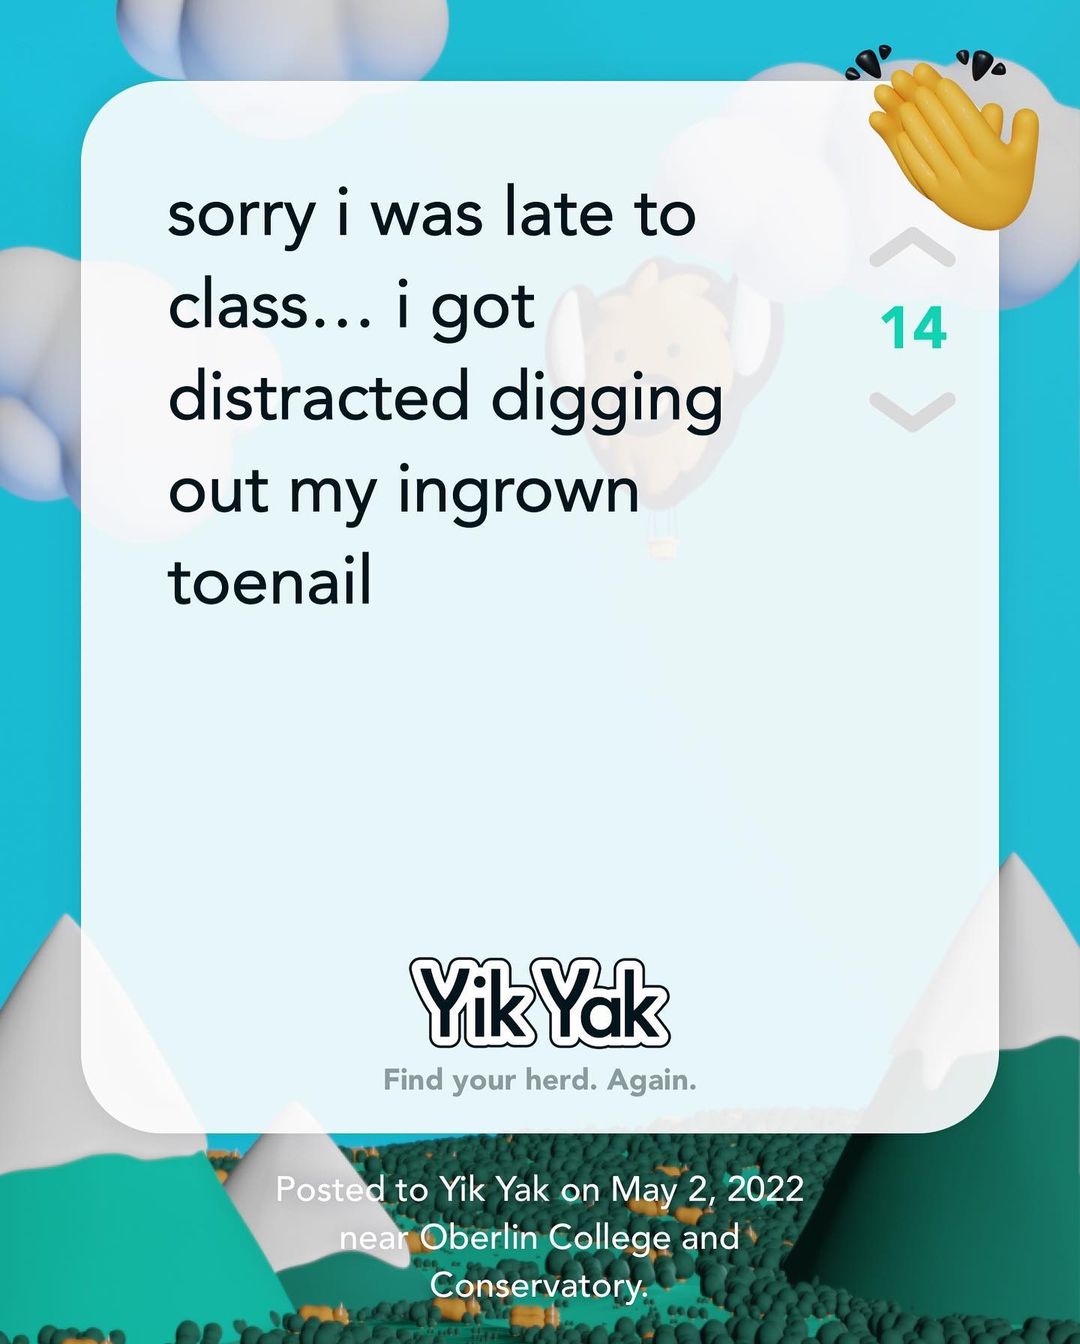 sorry i was late to
class... i got
distracted digging
out my ingrown
toenail
14
Yik Yak
Find your herd. Again.
Posted to Yik Yak on May 2, 2022
near Oberlin College and
Conservatory.